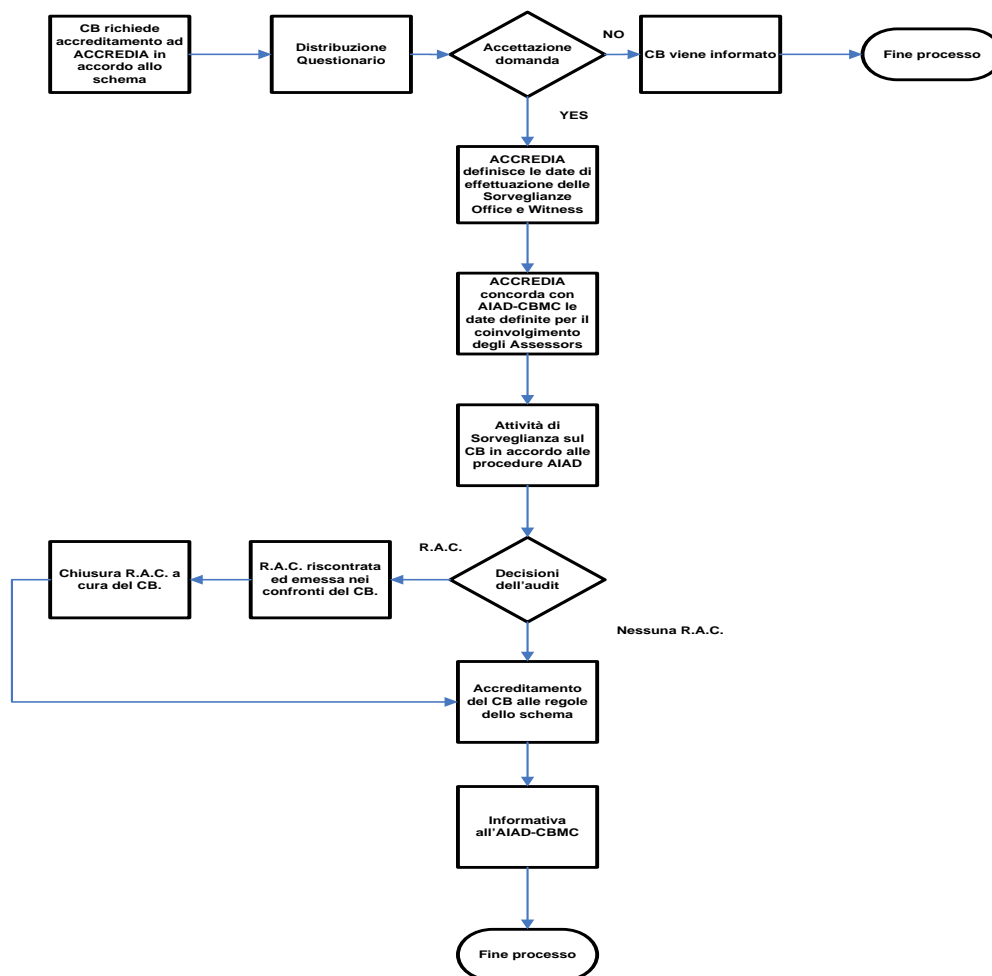 CB richiede
accreditamento ad
ACCREDIA in
accordo allo
schema
Distribuzione
Questionario
Accettazione
domanda
NO
CB viene informato
Fine processo
YES
ACCREDIA
definisce le date di
effettuazione delle
Sorveglianze
Office e Witness
ACCREDIA
concorda con
AIAD-CBMC le
date definite per il
coinvolgimento
degli Assessors
Attività di
Sorveglianza sul
CB in accordo alle
procedure AIAD
R.A.C.
Chiusura R.A.C. a
cura del CB.
R.A.C. riscontrata
ed emessa nei
confronti del CB.
Decisioni
dell'audit
Nessuna R.A.C.
Accreditamento
del CB alle regole
dello schema
Informativa
all'AIAD-CBMC
Fine processo